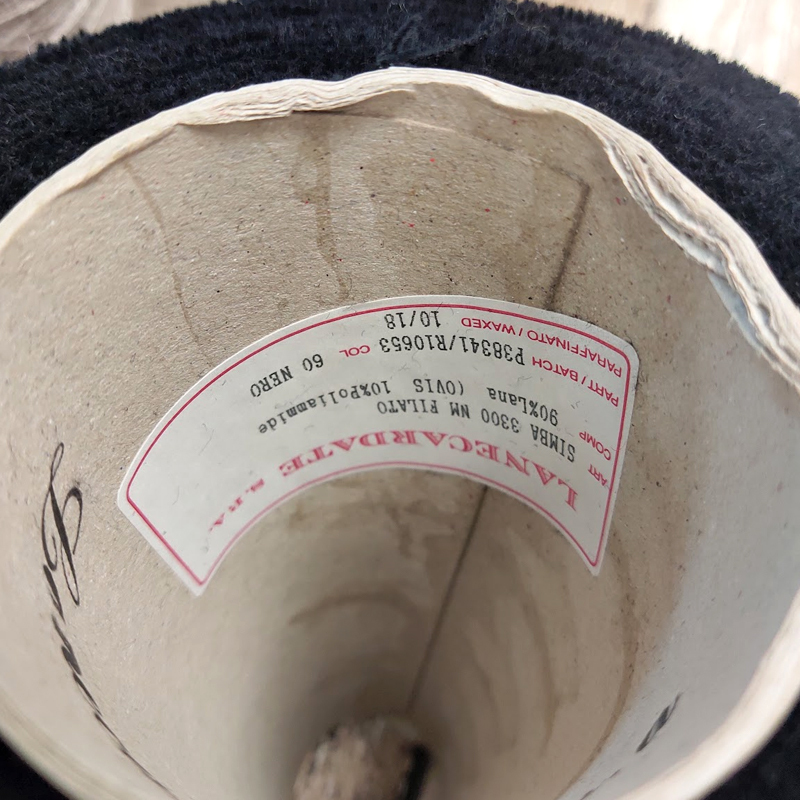 LANECARDATE S.P.A.
ART SIMBA 3300 NM FILATO
COMP 90%Lana (OVIS 10%Poliammide
PART / BATCH P38341/R10653 COL 60 NERO
PARAFFINATO / WAXED 10/18